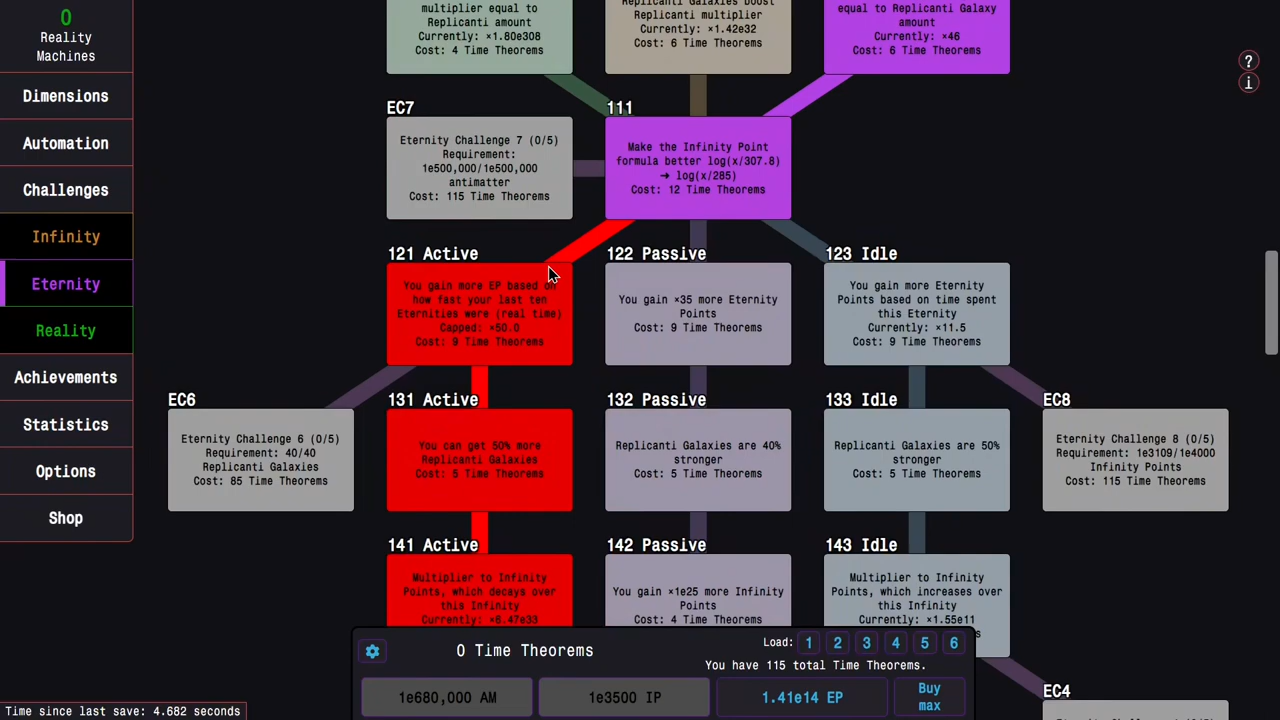 0
Reality
Machines
Dimensions
Automation
Challenges
Infinity
Eternity
Reality
Achievements
Statistics
Options
Shop
Time since last save: 4.682 seconds
multiplier equal to
Replicanti amount
Currently: ×1.80e308
Cost: 4 Time Theorems
Replicanti Galaxies boost
Replicanti multiplier
Currently: ×1.42e32
Cost: 6 Time Theorems
equal to Replicanti Galaxy
amount
Currently: ×46
Cost: 6 Time Theorems
?
i
EC7
Eternity Challenge 7 (0/5)
Requirement:
1e500,000/1e500,000
antimatter
Cost: 115 Time Theorems
111
Make the Infinity Point
formula better log(x/307.8)
➜ log(x/285)
Cost: 12 Time Theorems
121 Active
You gain more EP based on
how fast your last ten
Eternities were (real time)
Capped: ×50.0
Cost: 9 Time Theorems
122 Passive
You gain ×35 more Eternity
Points
Cost: 9 Time Theorems
123 Idle
You gain more Eternity
Points based on time spent
this Eternity
Currently: ×11.5
Cost: 9 Time Theorems
EC6
Eternity Challenge 6 (0/5)
Requirement: 40/40
Replicanti Galaxies
Cost: 85 Time Theorems
131 Active
You can get 50% more
Replicanti Galaxies
Cost: 5 Time Theorems
132 Passive
Replicanti Galaxies are 40%
stronger
Cost: 5 Time Theorems
133 Idle
Replicanti Galaxies are 50%
stronger
Cost: 5 Time Theorems
EC8
Eternity Challenge 8 (0/5)
Requirement: 1e3109/1e4000
Infinity Points
Cost: 115 Time Theorems
141 Active
Multiplier to Infinity
Points, which decays over
this Infinity
Currently: ×6.47e33
142 Passive
You gain ×1e25 more Infinity
Points
Cost: 4 Time Theorems
143 Idle
Multiplier to Infinity
Points, which increases over
this Infinity
Currently: ×1.55e11
EC4
0 Time Theorems
Load: 1 2 3 4 5 6
You have 115 total Time Theorems.
1e680,000 AM
1e3500 IP
1.41e14 EP
Buy
max